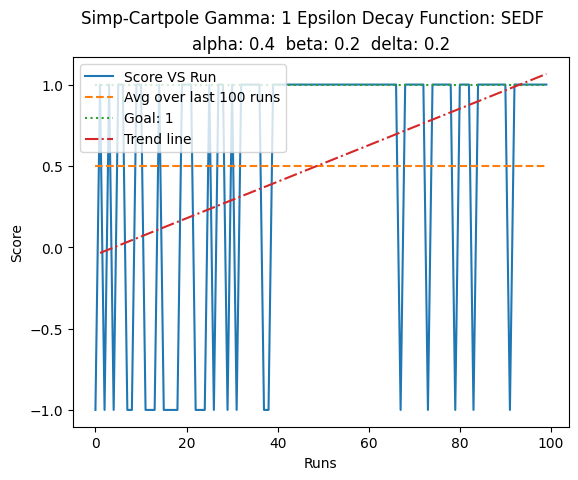 Simp-Cartpole Gamma: 1 Epsilon Decay Function: SEDF
alpha: 0.4  beta: 0.2  delta: 0.2
Score VS Run
Avg over last 100 runs
Goal: 1
Trend line
1.0
0.5
0.0
−0.5
−1.0
Score
0
20
40
60
80
100
Runs